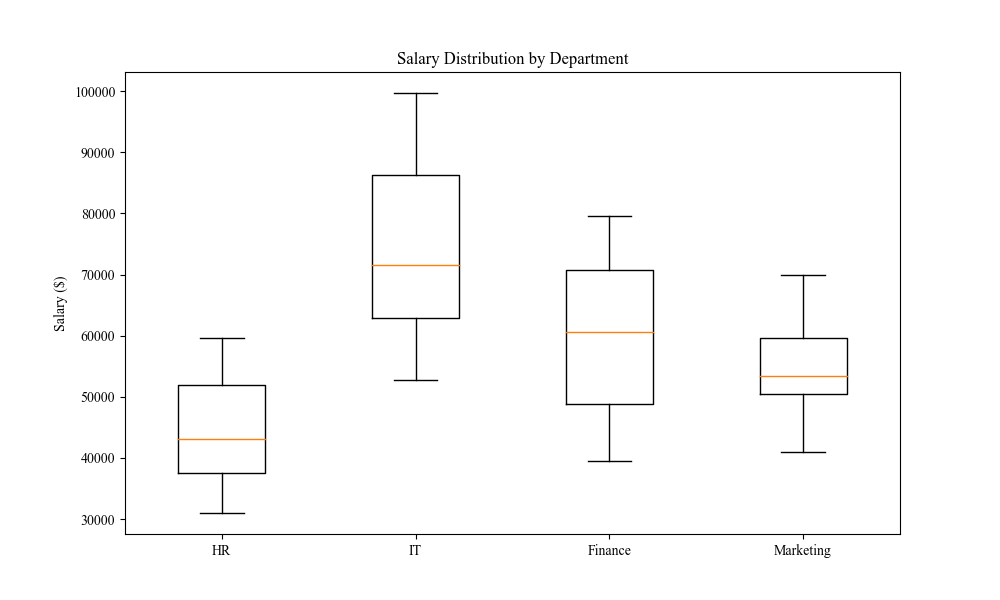 Salary Distribution by Department
100000
90000
80000
70000
60000
50000
40000
30000
Salary ($)
HR
IT
Finance
Marketing